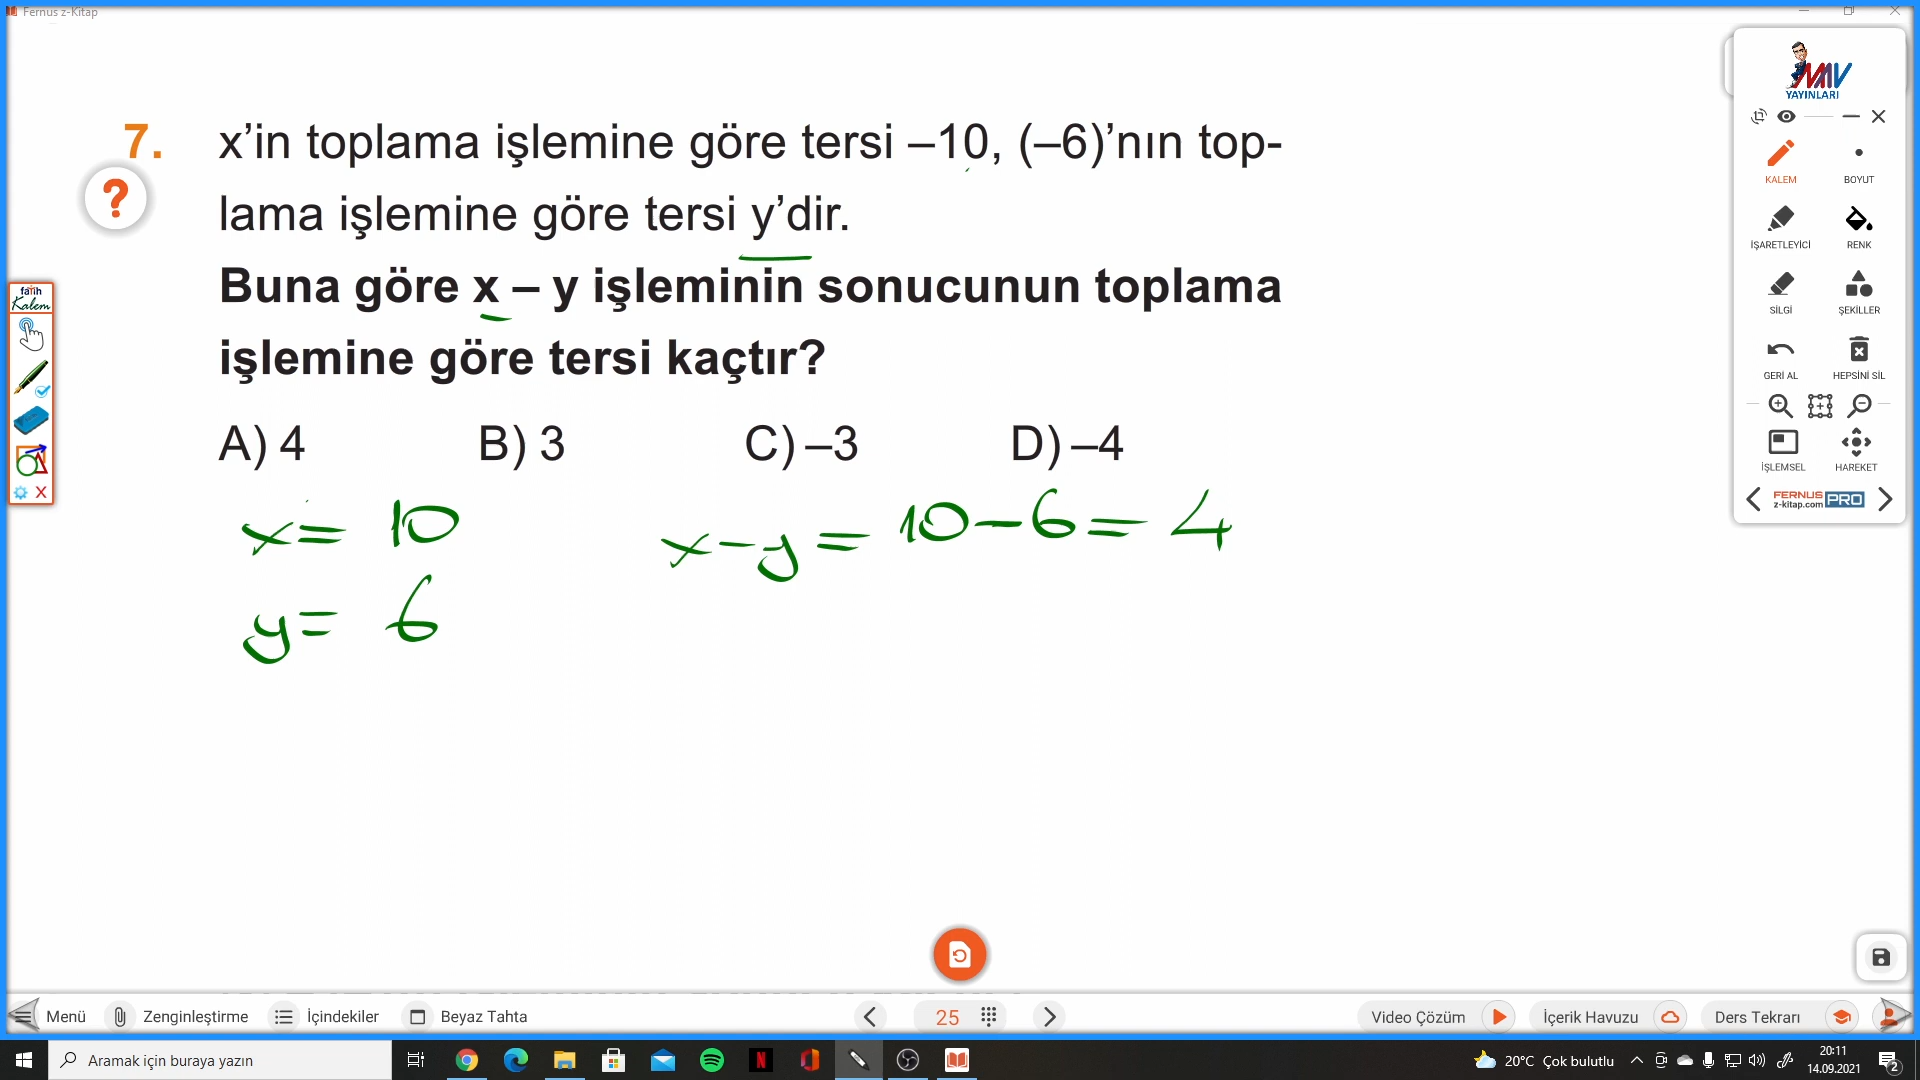 Fernus z-Kitap
MAV
YAYINLARI
7. x’in toplama işlemine göre tersi –10, (–6)’nın top-
lama işlemine göre tersi y’dir.
Buna göre x – y işleminin sonucunun toplama
işlemine göre tersi kaçtır?
A) 4 B) 3 C) –3 D) –4
x = 10
y = 6
x - y = 10 - 6 = 4
fatih
Kalem
KALEM BOYUT
İŞARETLEYİCİ RENK
SİLGİ ŞEKİLLER
GERİ AL HEPSİNİ SİL
İŞLEMSEL HAREKET
FERNUS PRO
z-kitap.com
Menü Zenginleştirme İçindekiler Beyaz Tahta 25 Video Çözüm İçerik Havuzu Ders Tekrarı
Aramak için buraya yazın
20°C Çok bulutlu
20:11
14.09.2021
2